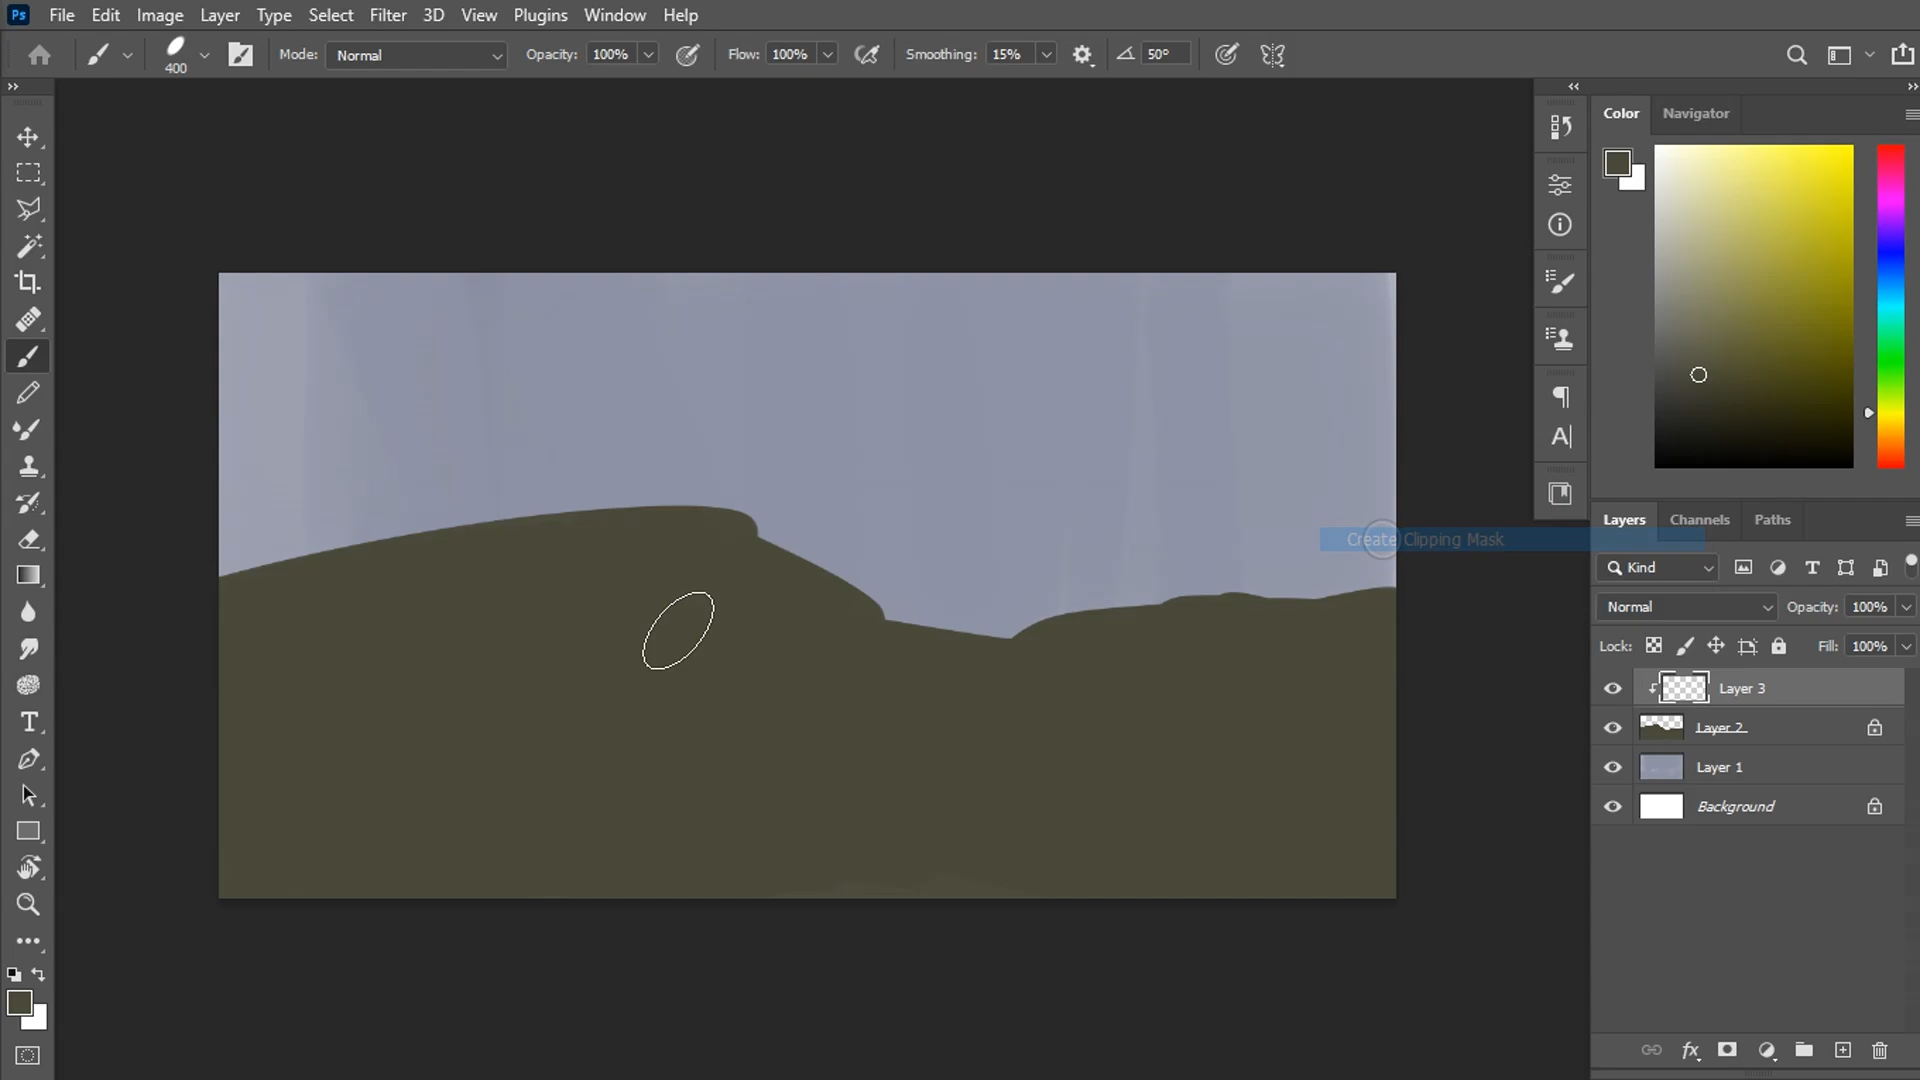 Ps File Edit Image Layer Type Select Filter 3D View Plugins Window Help
400 Mode: Normal Opacity: 100% Flow: 100% Smoothing: 15% 50°
Color Navigator
A
T
Create Clipping Mask
Layers Channels Paths
Kind T
Normal Opacity: 100%
Lock: Fill: 100%
Layer 3
Layer 2
Layer 1
Background
fx